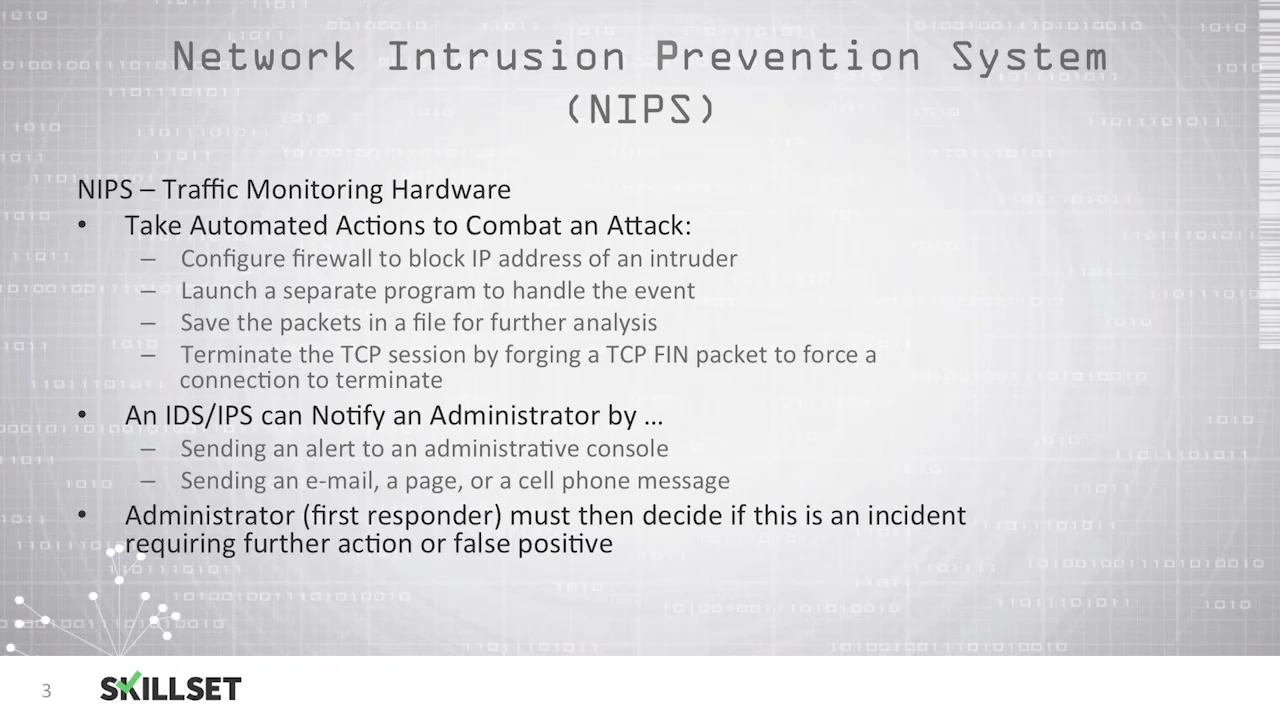 Network Intrusion Prevention System
(NIPS)
NIPS – Traffic Monitoring Hardware
• Take Automated Actions to Combat an Attack:
– Configure firewall to block IP address of an intruder
– Launch a separate program to handle the event
– Save the packets in a file for further analysis
– Terminate the TCP session by forging a TCP FIN packet to force a
connection to terminate
• An IDS/IPS can Notify an Administrator by ...
– Sending an alert to an administrative console
– Sending an e-mail, a page, or a cell phone message
• Administrator (first responder) must then decide if this is an incident
requiring further action or false positive
3
SKILLSET